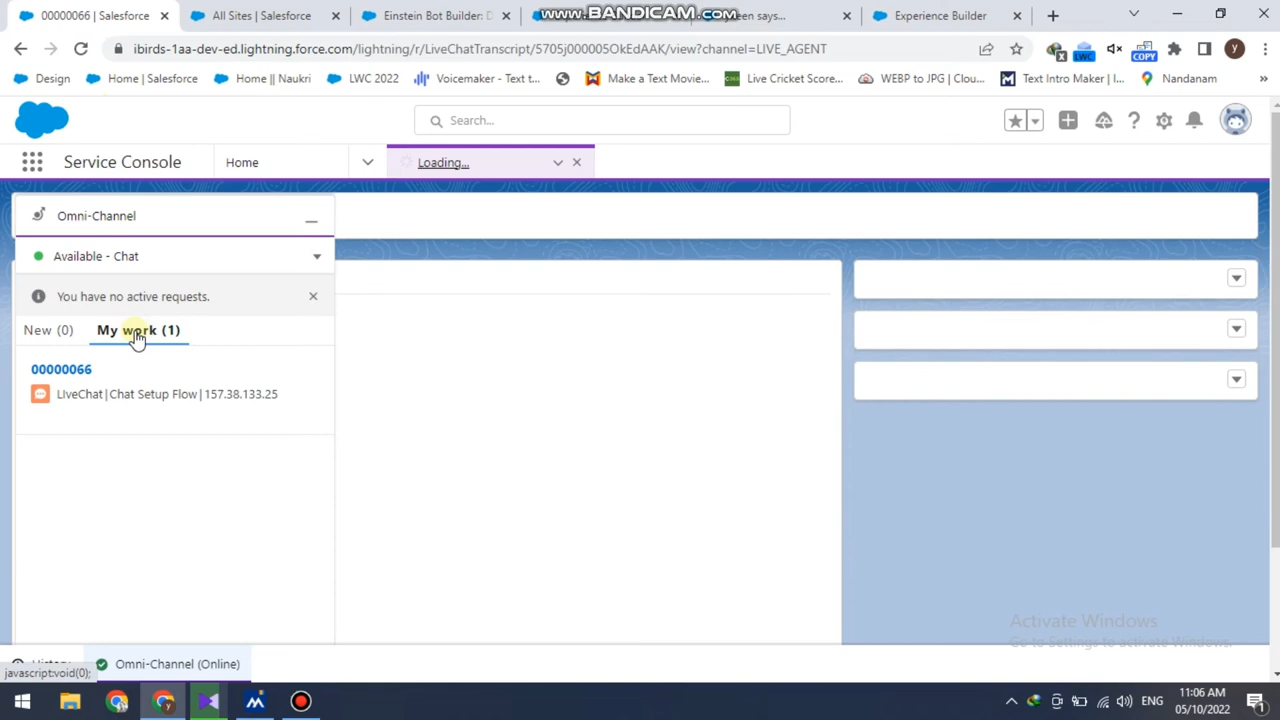 www.BANDICAM.com
00000066 | Salesforce
All Sites | Salesforce
Einstein Bot Builder: D
een says...
Experience Builder
ibirds-1aa-dev-ed.lightning.force.com/lightning/r/LiveChatTranscript/5705j000005OkEdAAK/view?channel=LIVE_AGENT
LWC
COPY
y
Design
Home | Salesforce
Home || Naukri
LWC 2022
Voicemaker - Text t...
Make a Text Movie...
Live Cricket Score...
WEBP to JPG | Clou...
Text Intro Maker | I...
Nandanam
»
Search...
Service Console
Home
Loading...
Omni-Channel
Available - Chat
You have no active requests.
New (0)
My work (1)
00000066
LIveChat|Chat Setup Flow|157.38.133.25
Activate Windows
Go to Settings to activate Windows.
History
Omni-Channel (Online)
javascript:void(0);
ENG
11:06 AM
05/10/2022
1